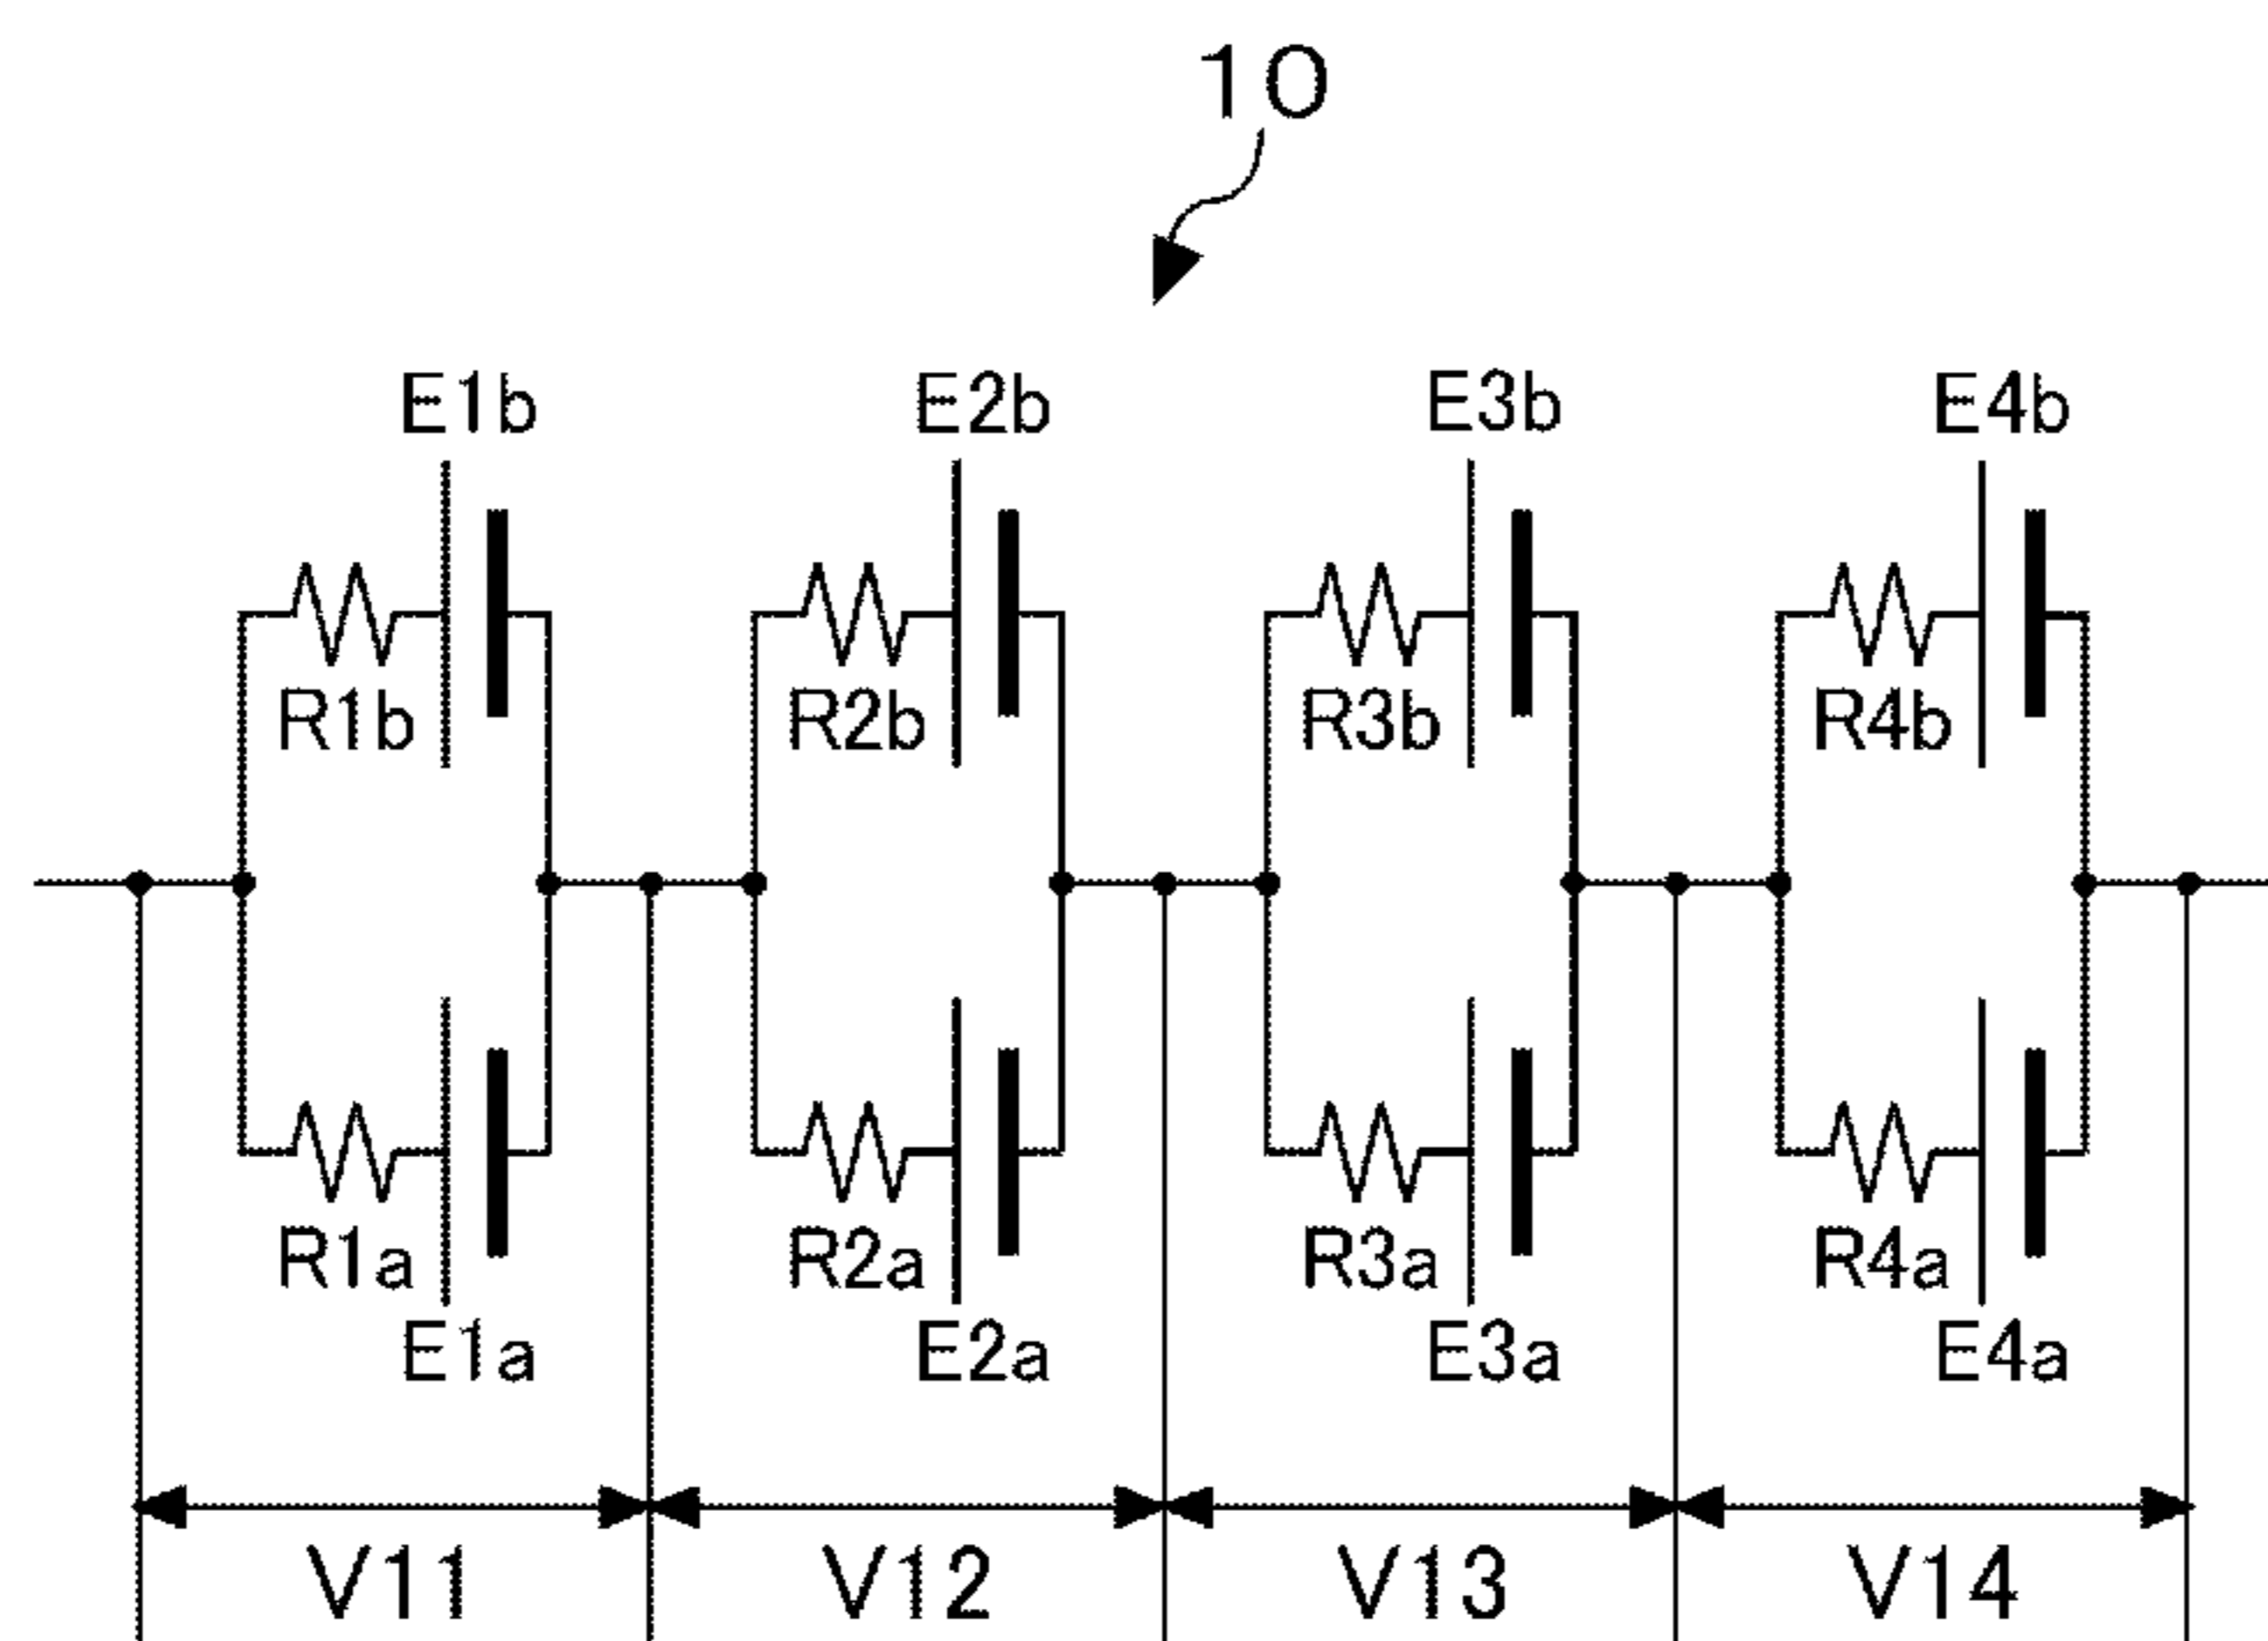 10
E1b E2b E3b E4b
R1b R2b R3b R4b
R1a R2a R3a R4a
E1a E2a E3a E4a
V11 V12 V13 V14